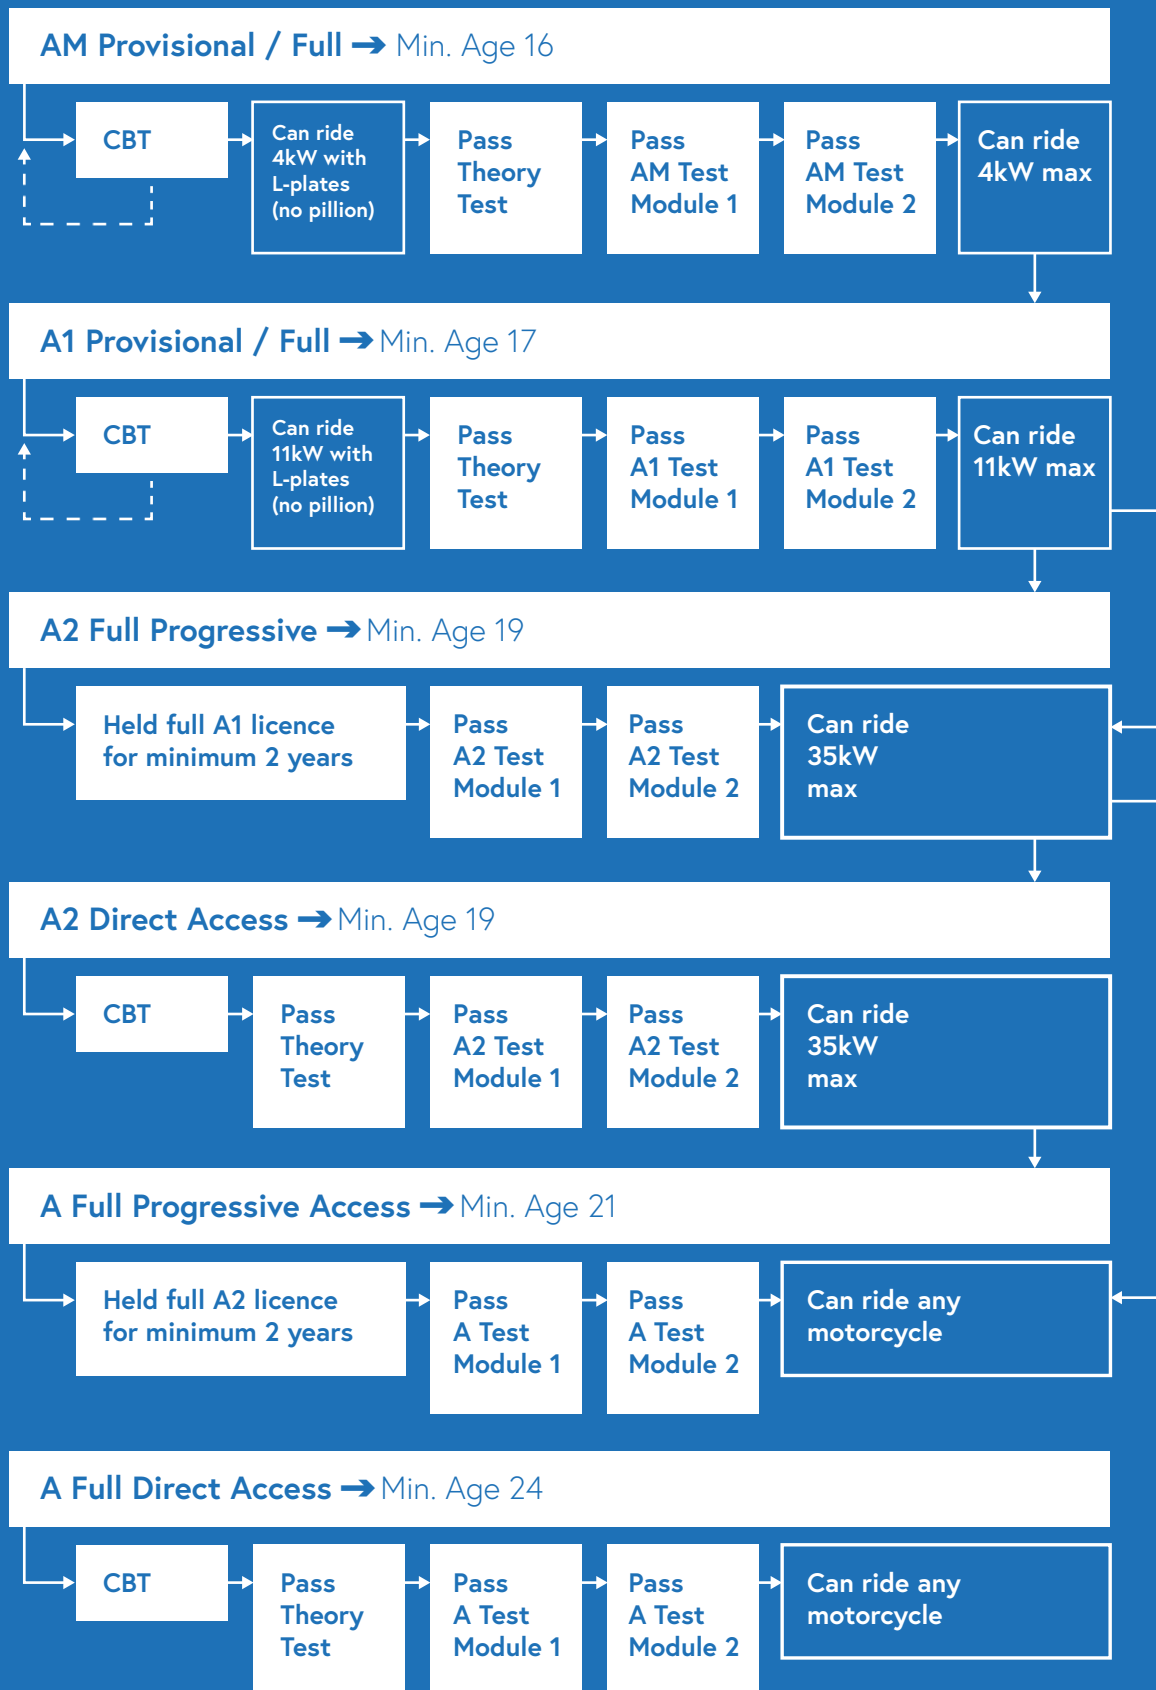 AM Provisional / Full ➔ Min. Age 16
CBT
Can ride
4kW with
L-plates
(no pillion)
Pass
Theory
Test
Pass
AM Test
Module 1
Pass
AM Test
Module 2
Can ride
4kW max
A1 Provisional / Full ➔ Min. Age 17
CBT
Can ride
11kW with
L-plates
(no pillion)
Pass
Theory
Test
Pass
A1 Test
Module 1
Pass
A1 Test
Module 2
Can ride
11kW max
A2 Full Progressive ➔ Min. Age 19
Held full A1 licence
for minimum 2 years
Pass
A2 Test
Module 1
Pass
A2 Test
Module 2
Can ride
35kW
max
A2 Direct Access ➔ Min. Age 19
CBT
Pass
Theory
Test
Pass
A2 Test
Module 1
Pass
A2 Test
Module 2
Can ride
35kW
max
A Full Progressive Access ➔ Min. Age 21
Held full A2 licence
for minimum 2 years
Pass
A Test
Module 1
Pass
A Test
Module 2
Can ride any
motorcycle
A Full Direct Access ➔ Min. Age 24
CBT
Pass
Theory
Test
Pass
A Test
Module 1
Pass
A Test
Module 2
Can ride any
motorcycle